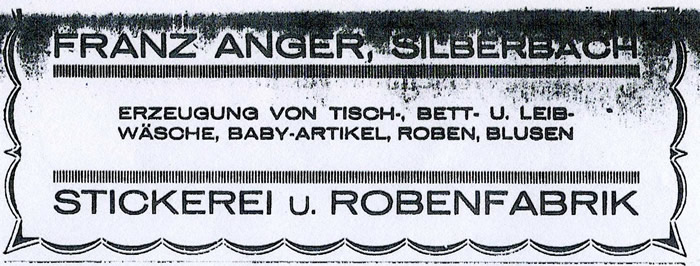 FRANZ ANGER, SILBERBACH
ERZEUGUNG VON TISCH-, BETT- U. LEIB-
WÄSCHE, BABY-ARTIKEL, ROBEN, BLUSEN
STICKEREI U. ROBENFABRIK